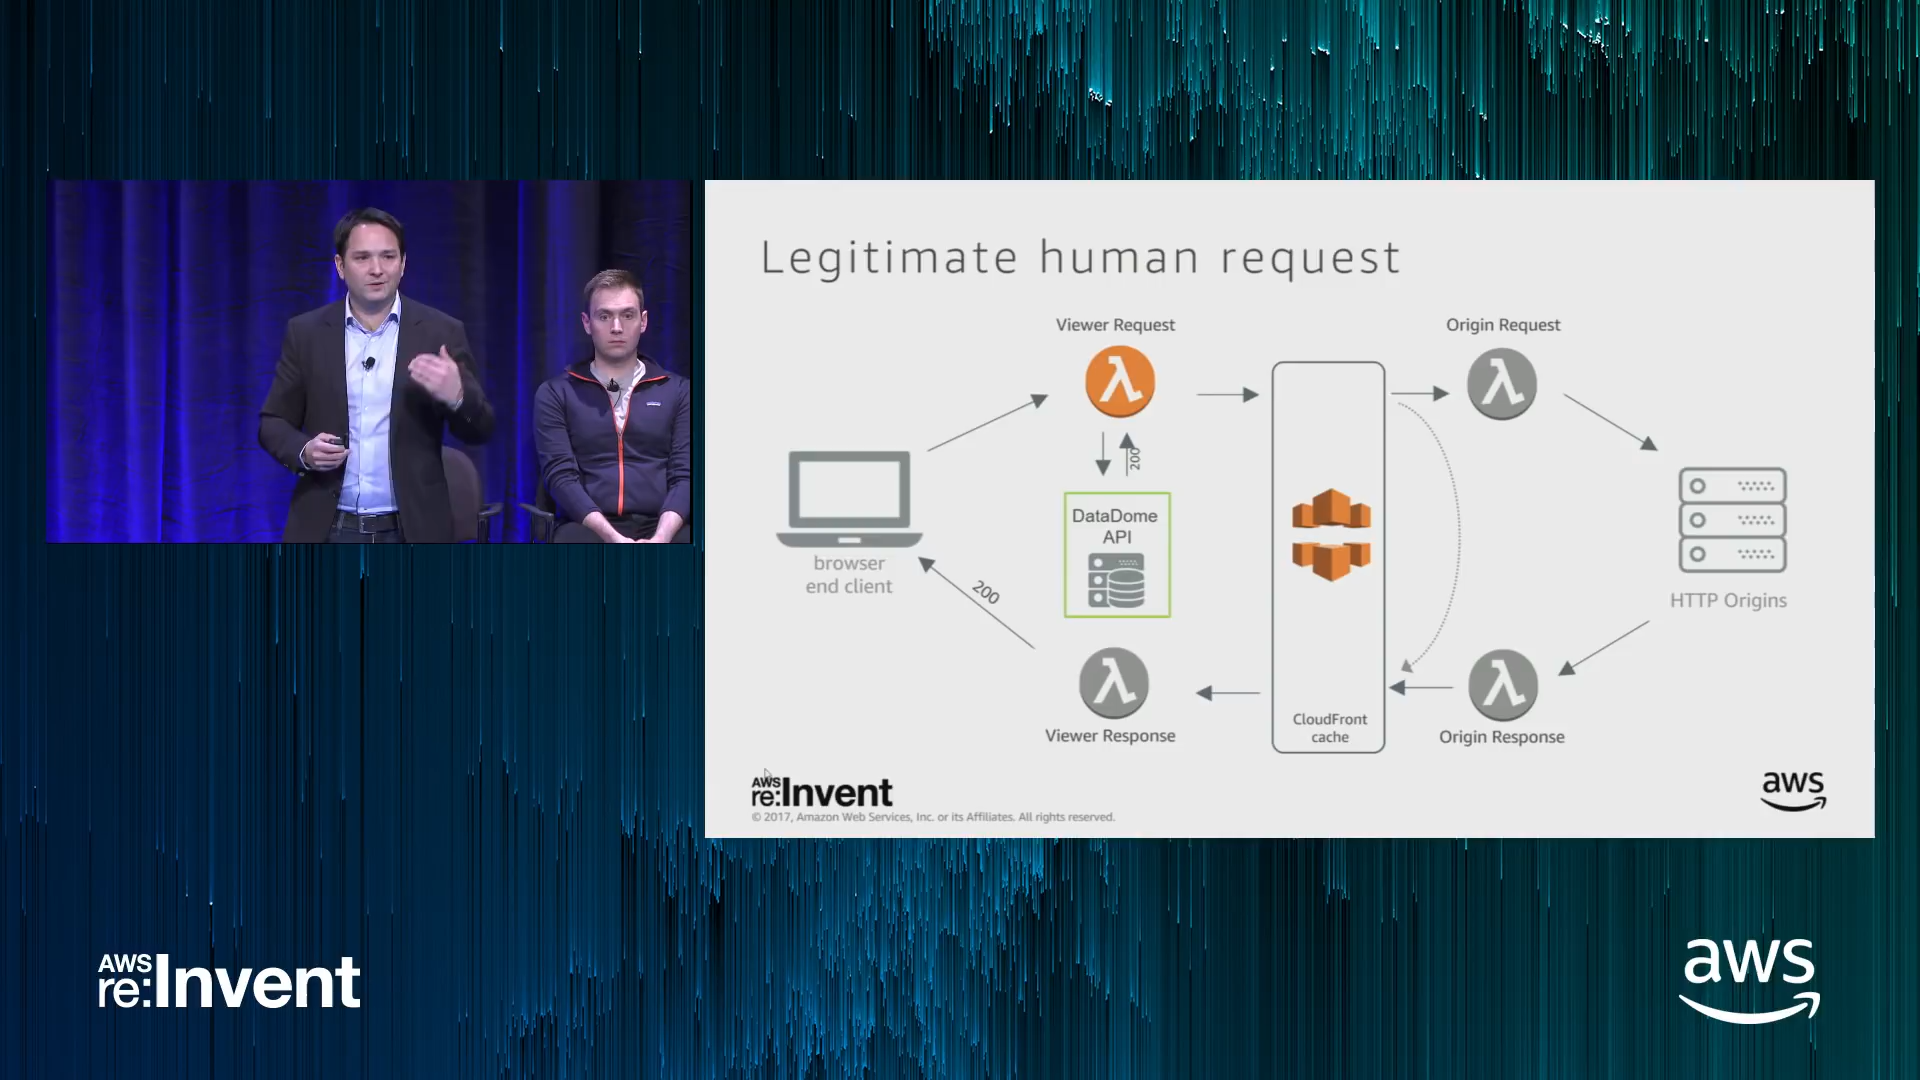 Legitimate human request
Viewer Request
Origin Request
200
DataDome
API
browser
end client
200
HTTP Origins
CloudFront
cache
Viewer Response
Origin Response
AWS
re:Invent
© 2017, Amazon Web Services, Inc. or its Affiliates. All rights reserved.
aws
AWS
re:Invent
aws